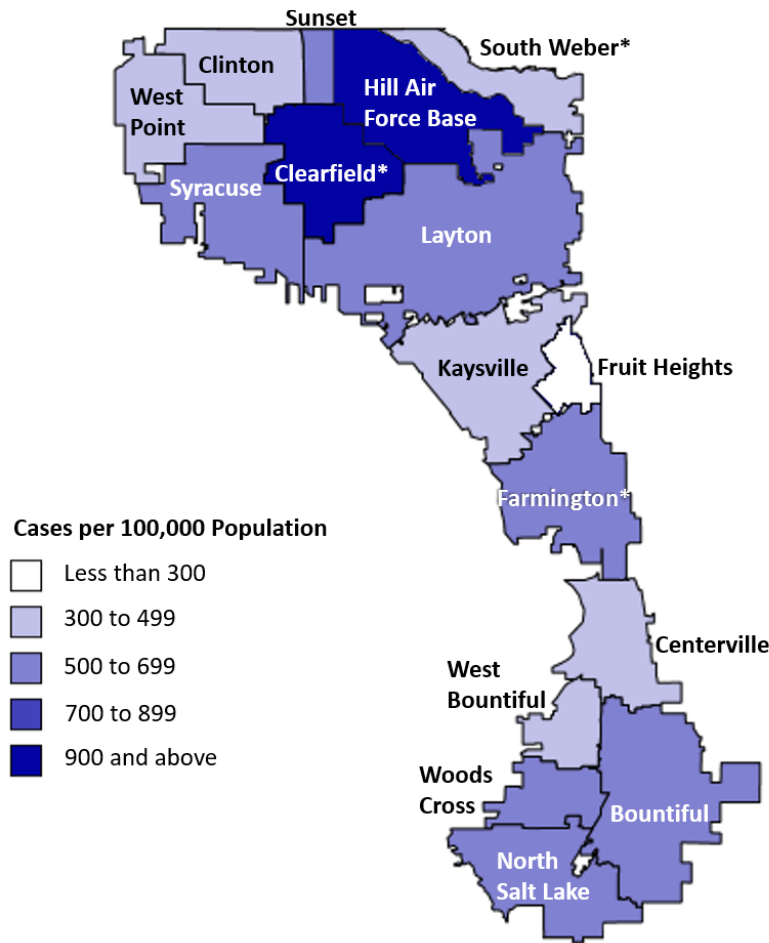 Sunset
South Weber*
Clinton
Hill Air
Force Base
West
Point
Clearfield*
Syracuse
Layton
Kaysville
Fruit Heights
Farmington*
Cases per 100,000 Population
Less than 300
300 to 499
500 to 699
700 to 899
900 and above
Centerville
West
Bountiful
Woods
Cross
Bountiful
North
Salt Lake